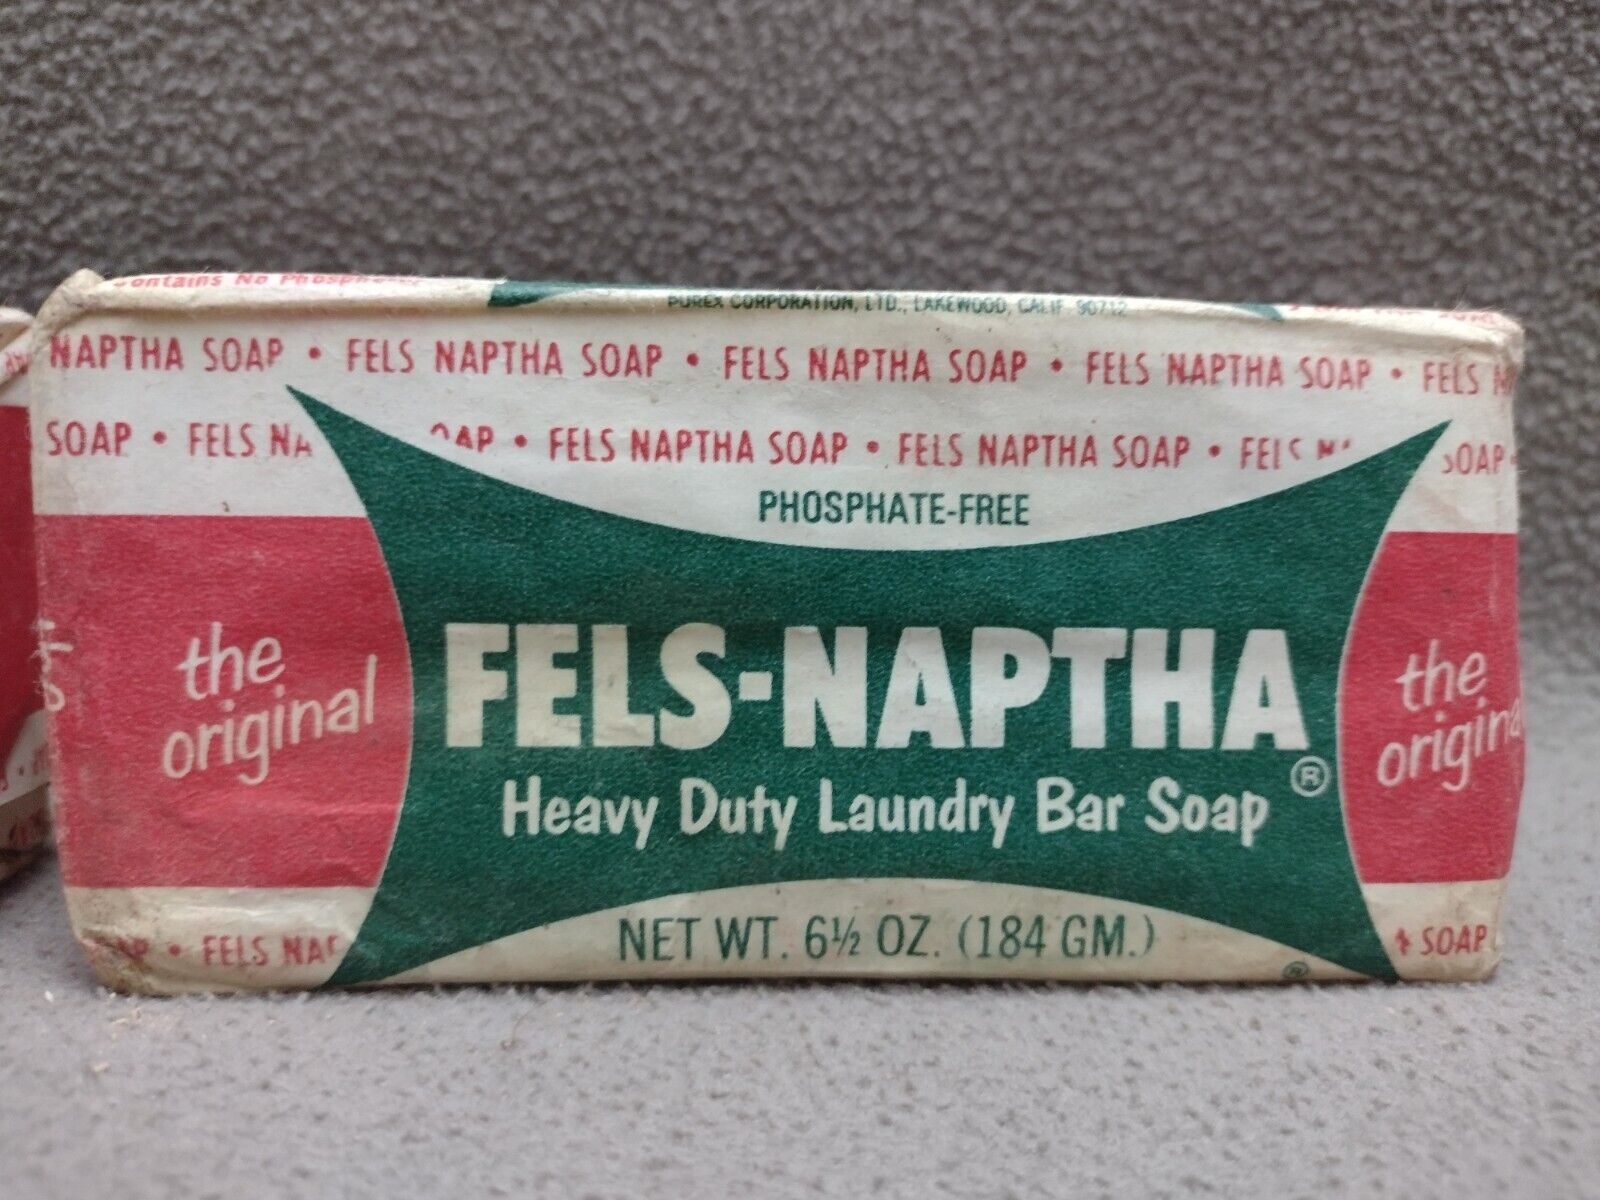 Contains No Phosph
PUREX CORPORATION, LTD., LAKEWOOD, CALIF 90712
NAPTHA SOAP • FELS NAPTHA SOAP • FELS NAPTHA SOAP • FELS NAPTHA SOAP • FELS
SOAP • FELS NA OAP • FELS NAPTHA SOAP • FELS NAPTHA SOAP • FELS SOAP
PHOSPHATE-FREE
the
original
FELS-NAPTHA®
Heavy Duty Laundry Bar Soap
the
origina
NET WT. 6½ OZ. (184 GM.)
• FELS NAP
SOAP